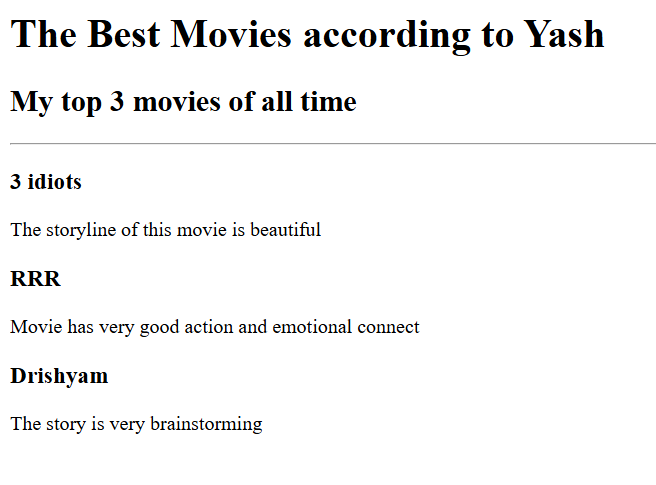 The Best Movies according to Yash
My top 3 movies of all time
3 idiots
The storyline of this movie is beautiful
RRR
Movie has very good action and emotional connect
Drishyam
The story is very brainstorming